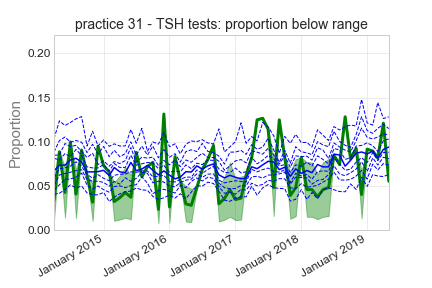 practice 31 - TSH tests: proportion below range
Proportion
0.20
0.15
0.10
0.05
0.00
January 2015
January 2016
January 2017
January 2018
January 2019